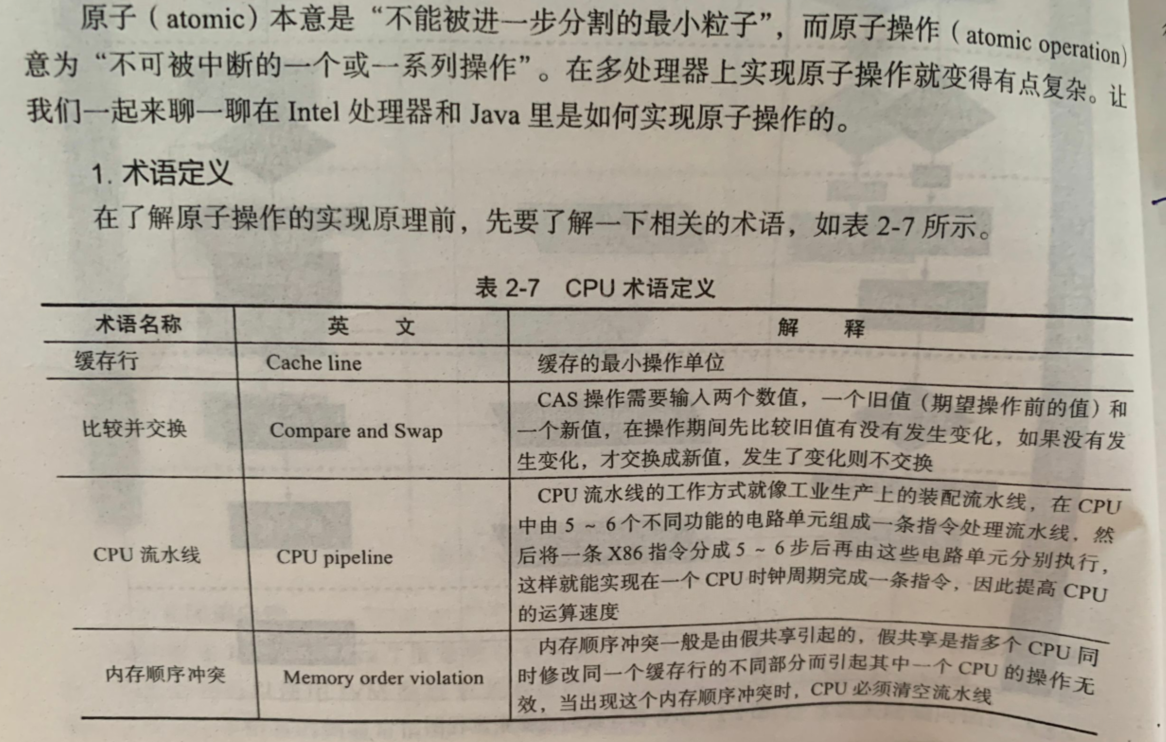 原子（atomic）本意是“不能被进一步分割的最小粒子”，而原子操作（atomic operation）
意为“不可被中断的一个或一系列操作”。在多处理器上实现原子操作就变得有点复杂。让
我们一起来聊一聊在 Intel 处理器和 Java 里是如何实现原子操作的。
1. 术语定义
在了解原子操作的实现原理前，先要了解一下相关的术语，如表 2-7 所示。
表 2-7 CPU 术语定义
术语名称 英 文 解 释
缓存行 Cache line 缓存的最小操作单位
比较并交换 Compare and Swap
CAS 操作需要输入两个数值，一个旧值（期望操作前的值）和
一个新值，在操作期间先比较旧值有没有发生变化，如果没有发
生变化，才交换成新值，发生了变化则不交换
CPU 流水线 CPU pipeline
CPU 流水线的工作方式就像工业生产上的装配流水线，在 CPU
中由 5 ~ 6 个不同功能的电路单元组成一条指令处理流水线，然
后将一条 X86 指令分成 5 ~ 6 步后再由这些电路单元分别执行，
这样就能实现在一个 CPU 时钟周期完成一条指令，因此提高 CPU
的运算速度
内存顺序冲突 Memory order violation
内存顺序冲突一般是由假共享引起的，假共享是指多个 CPU 同
时修改同一个缓存行的不同部分而引起其中一个 CPU 的操作无
效，当出现这个内存顺序冲突时，CPU 必须清空流水线